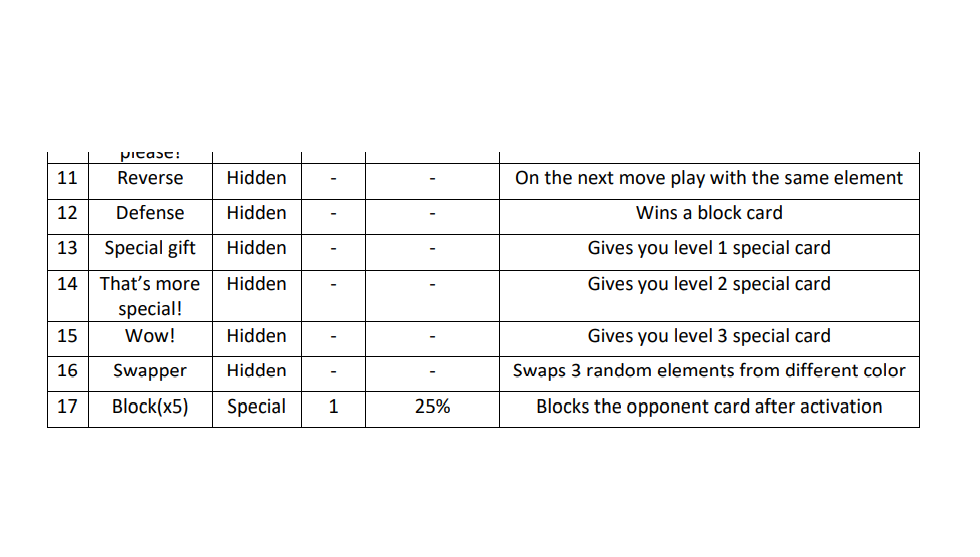 please!
11 Reverse Hidden - - On the next move play with the same element
12 Defense Hidden - - Wins a block card
13 Special gift Hidden - - Gives you level 1 special card
14 That's more Hidden - - Gives you level 2 special card
special!
15 Wow! Hidden - - Gives you level 3 special card
16 Swapper Hidden - - Swaps 3 random elements from different color
17 Block(x5) Special 1 25% Blocks the opponent card after activation